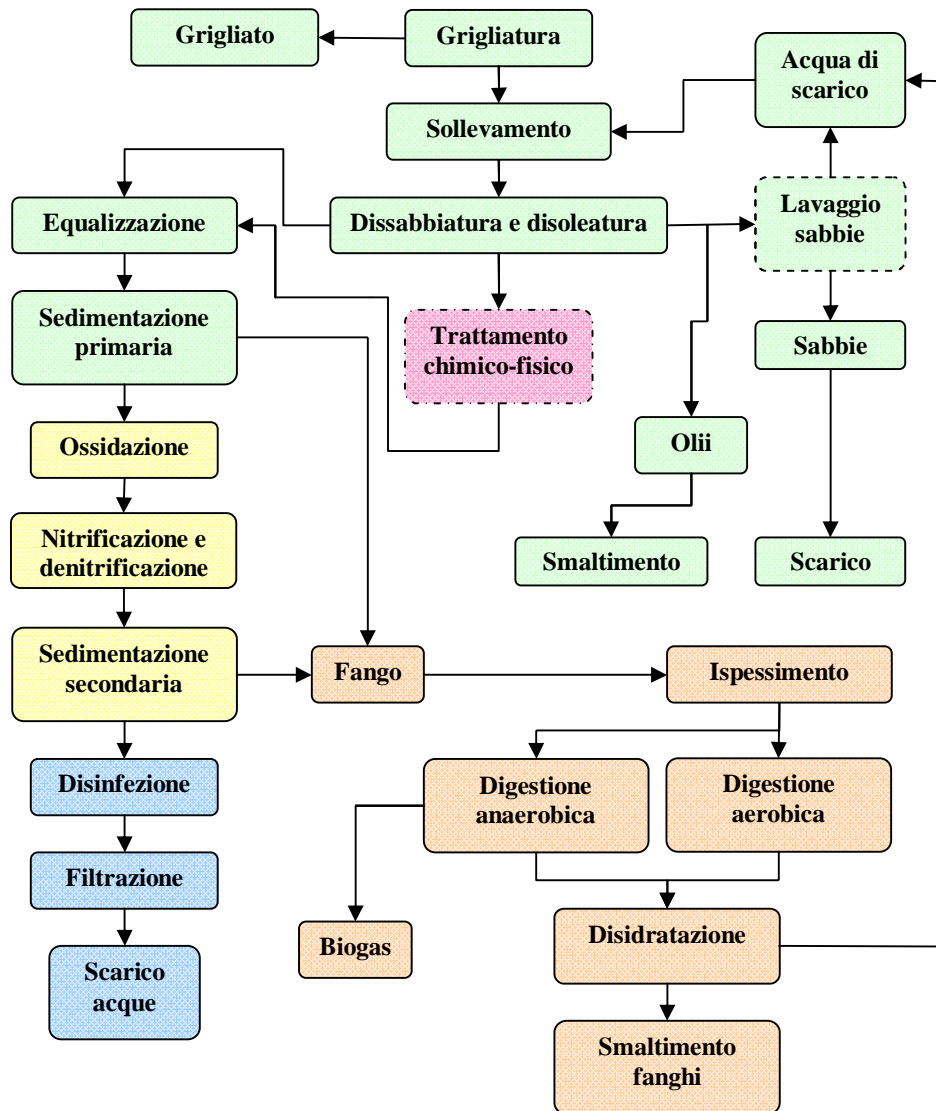 Grigliato
Grigliatura
Acqua di
scarico
Sollevamento
Equalizzazione
Dissabbiatura e disoleatura
Lavaggio
sabbie
Sedimentazione
primaria
Trattamento
chimico-fisico
Sabbie
Ossidazione
Olii
Nitrificazione e
denitrificazione
Smaltimento
Scarico
Sedimentazione
secondaria
Fango
Ispessimento
Disinfezione
Digestione
anaerobica
Digestione
aerobica
Filtrazione
Biogas
Disidratazione
Scarico
acque
Smaltimento
fanghi